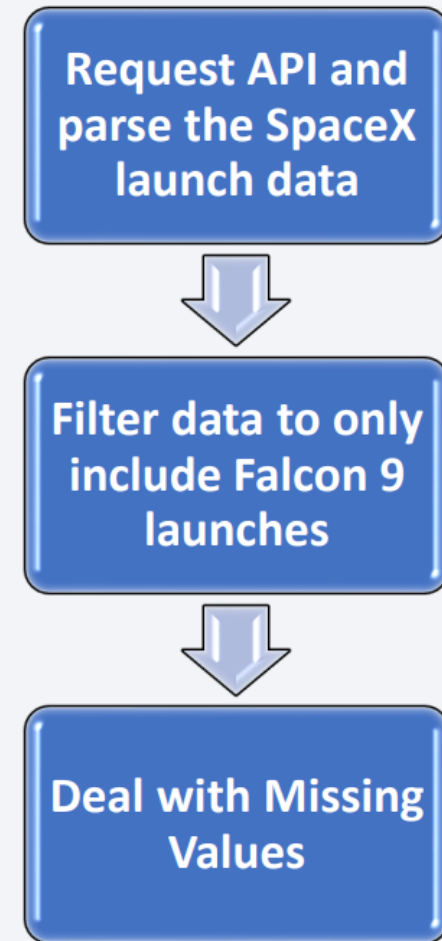 Request API and
parse the SpaceX
launch data
Filter data to only
include Falcon 9
launches
Deal with Missing
Values